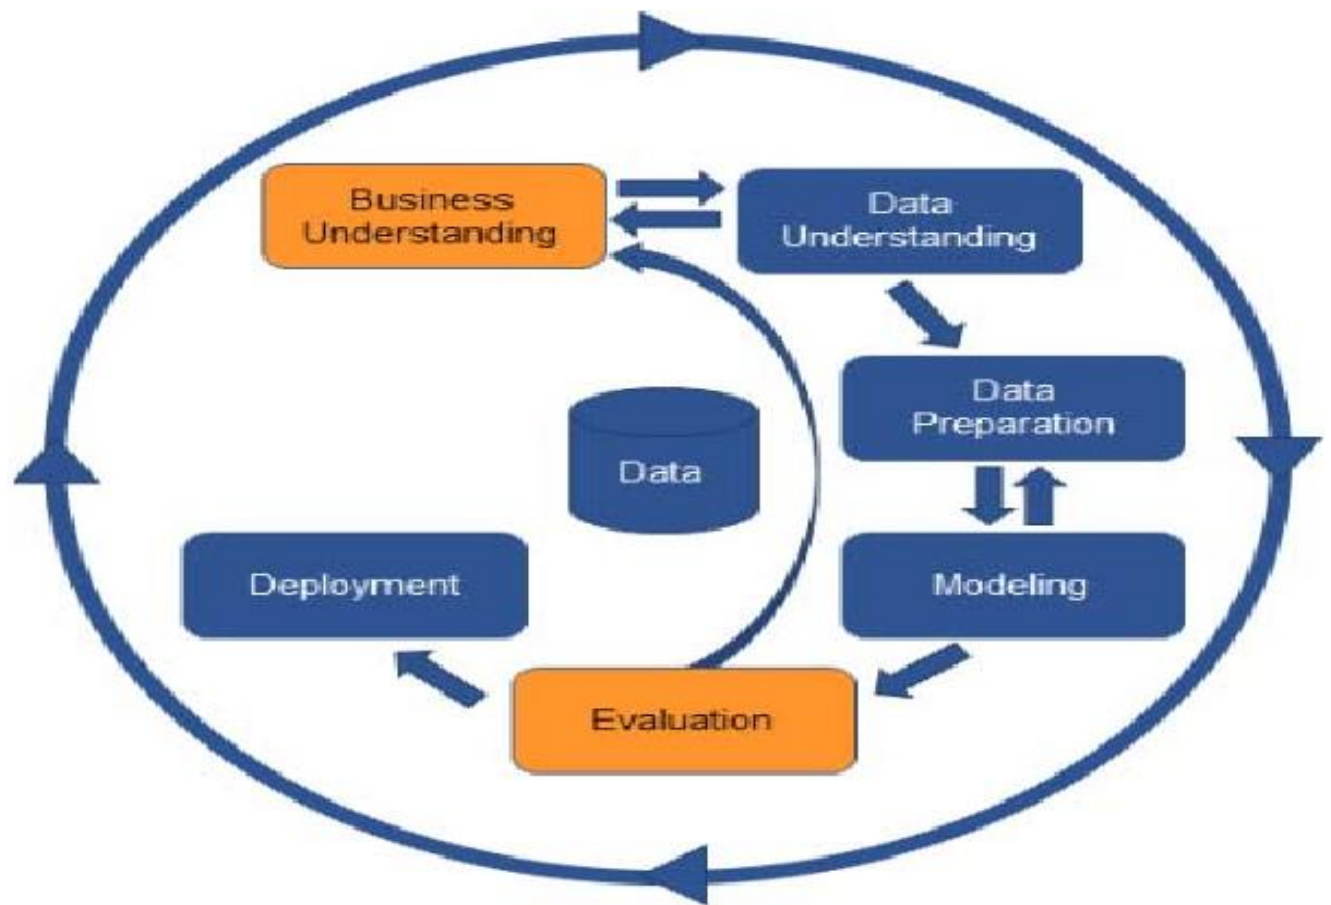 Business
Understanding
Data
Understanding
Data
Preparation
Data
Deployment
Modeling
Evaluation